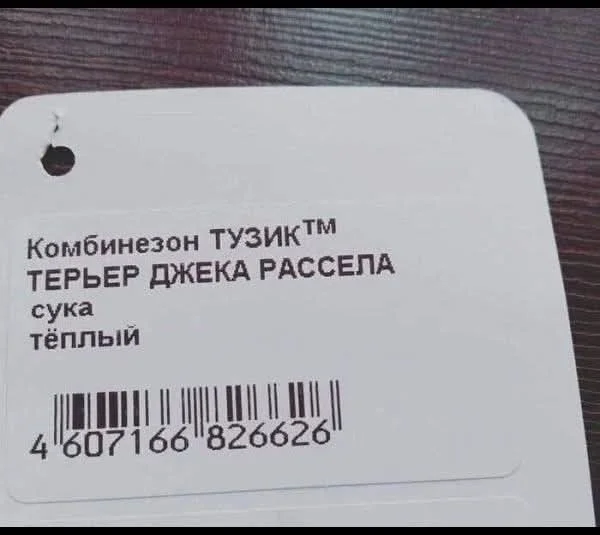 Комбинезон ТУЗИК™
ТЕРЬЕР ДЖЕКА РАССЕЛА
сука
тёплый
4 607166 826626